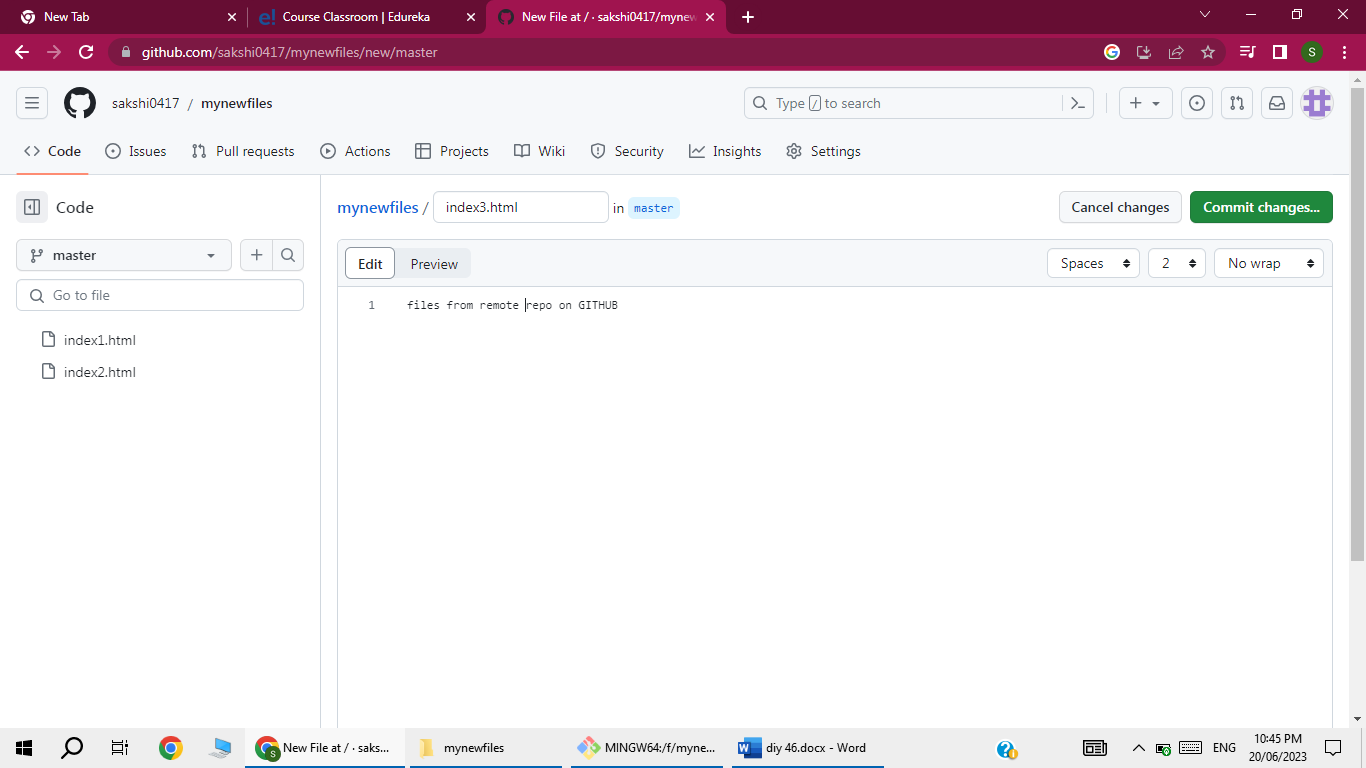 New Tab
e! Course Classroom | Edureka
New File at / · sakshi0417/mynew
github.com/sakshi0417/mynewfiles/new/master
S
sakshi0417 / mynewfiles
Type / to search
Code
Issues
Pull requests
Actions
Projects
Wiki
Security
Insights
Settings
Code
master
Go to file
index1.html
index2.html
mynewfiles / index3.html in master
Cancel changes
Commit changes...
Edit
Preview
Spaces
2
No wrap
1 files from remote repo on GITHUB
S
New File at / · saks...
mynewfiles
MINGW64:/f/myne...
diy 46.docx - Word
ENG
10:45 PM
20/06/2023